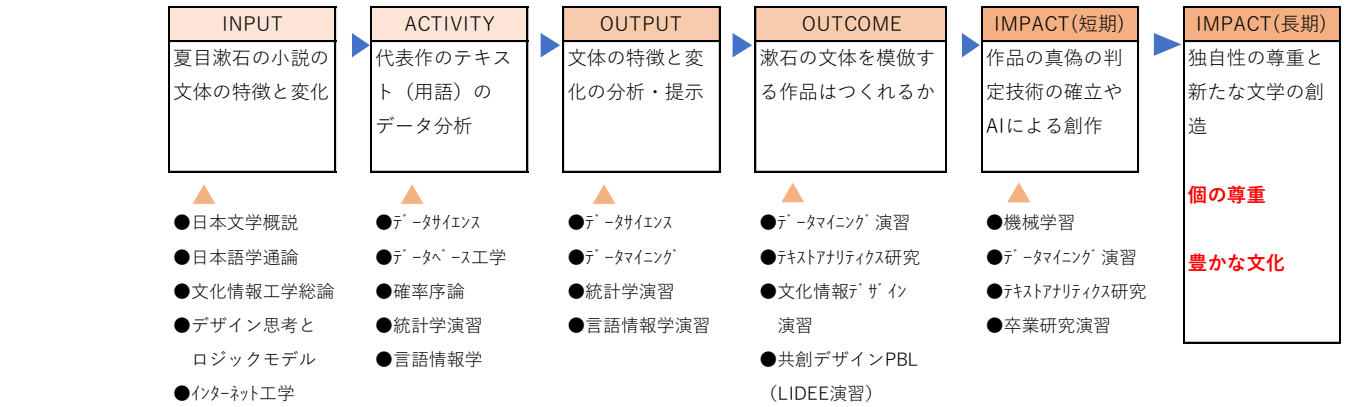 INPUT
夏目漱石の小説の
文体の特徴と変化
●日本文学概説
●日本語学通論
●文化情報工学総論
●デザイン思考と
ロジックモデル
●ｲﾝﾀｰﾈｯﾄ工学
ACTIVITY
代表作のテキス
ト（用語）の
データ分析
●ﾃﾞｰﾀｻｲｴﾝｽ
●ﾃﾞｰﾀﾍﾞｰｽ工学
●確率序論
●統計学演習
●言語情報学
OUTPUT
文体の特徴と変
化の分析・提示
●ﾃﾞｰﾀｻｲｴﾝｽ
●ﾃﾞｰﾀﾏｲﾆﾝｸﾞ
●統計学演習
●言語情報学演習
OUTCOME
漱石の文体を模倣す
る作品はつくれるか
●ﾃﾞｰﾀﾏｲﾆﾝｸﾞ演習
●ﾃｷｽﾄｱﾅﾘﾃｨｸｽ研究
●文化情報ﾃﾞｻﾞｲﾝ
演習
●共創デザインPBL
（LIDEE演習）
IMPACT(短期)
作品の真偽の判
定技術の確立や
AIによる創作
●機械学習
●ﾃﾞｰﾀﾏｲﾆﾝｸﾞ演習
●ﾃｷｽﾄｱﾅﾘﾃｨｸｽ研究
●卒業研究演習
IMPACT(長期)
独自性の尊重と
新たな文学の創
造
個の尊重
豊かな文化